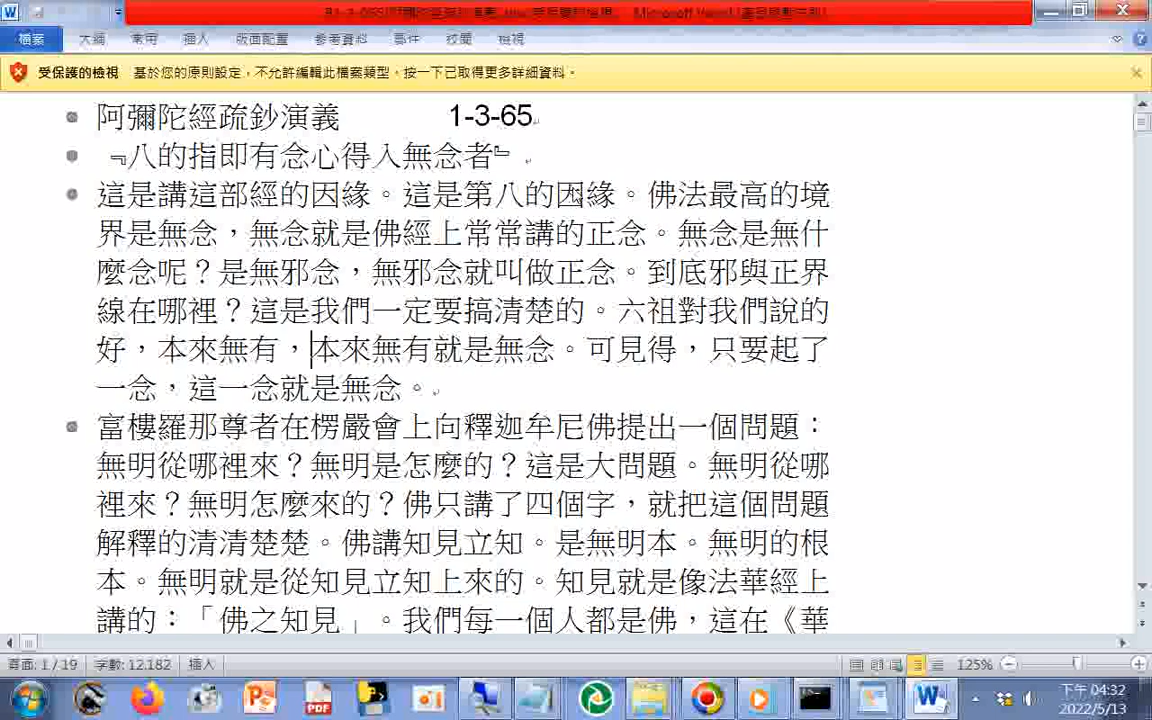 檔案 大綱 常用 插入 版面配置 參考資料 郵件 校閱 檢視
受保護的檢視 基於您的原則設定，不允許編輯此檔案類型。按一下已取得更多詳細資料。
阿彌陀經疏鈔演義 1-3-65
﹃八的指即有念心得入無念者﹄
這是講這部經的因緣。這是第八的因緣。佛法最高的境
界是無念，無念就是佛經上常常講的正念。無念是無什
麼念呢？是無邪念，無邪念就叫做正念。到底邪與正界
線在哪裡？這是我們一定要搞清楚的。六祖對我們說的
好，本來無有，本來無有就是無念。可見得，只要起了
一念，這一念就是無念。
富樓羅那尊者在楞嚴會上向釋迦牟尼佛提出一個問題：
無明從哪裡來？無明是怎麼的？這是大問題。無明從哪
裡來？無明怎麼來的？佛只講了四個字，就把這個問題
解釋的清清楚楚。佛講知見立知。是無明本。無明的根
本。無明就是從知見立知上來的。知見就是像法華經上
講的：「佛之知見」。我們每一個人都是佛，這在《華
頁面: 1 / 19 字數: 12,182 插入 125%
下午 04:32
2022/5/13